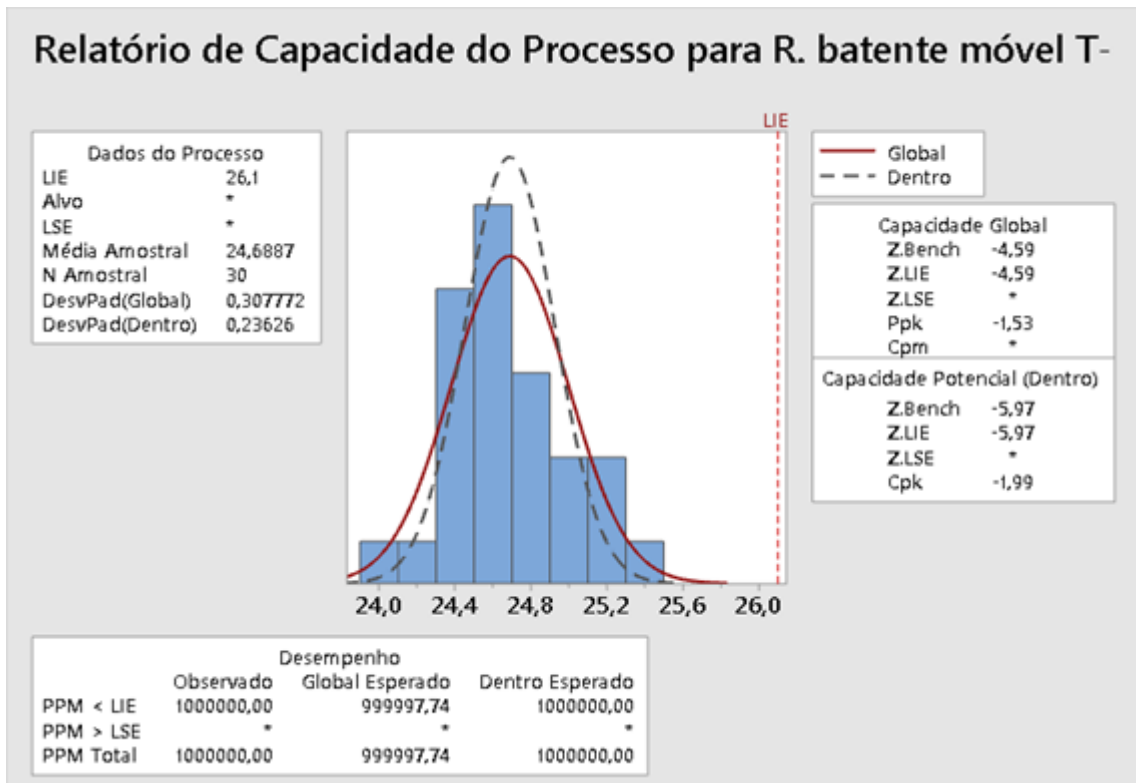 Relatório de Capacidade do Processo para R. batente móvel T-
LIE
Dados do Processo
LIE 26,1
Alvo *
LSE *
Média Amostral 24,6887
N Amostral 30
DesvPad(Global) 0,307772
DesvPad(Dentro) 0,23626
Global
Dentro
Capacidade Global
Z.Bench -4,59
Z.LIE -4,59
Z.LSE *
Ppk -1,53
Cpm *
Capacidade Potencial (Dentro)
Z.Bench -5,97
Z.LIE -5,97
Z.LSE *
Cpk -1,99
24,0 24,4 24,8 25,2 25,6 26,0
Desempenho
Observado Global Esperado Dentro Esperado
PPM < LIE 1000000,00 999997,74 1000000,00
PPM > LSE * * *
PPM Total 1000000,00 999997,74 1000000,00